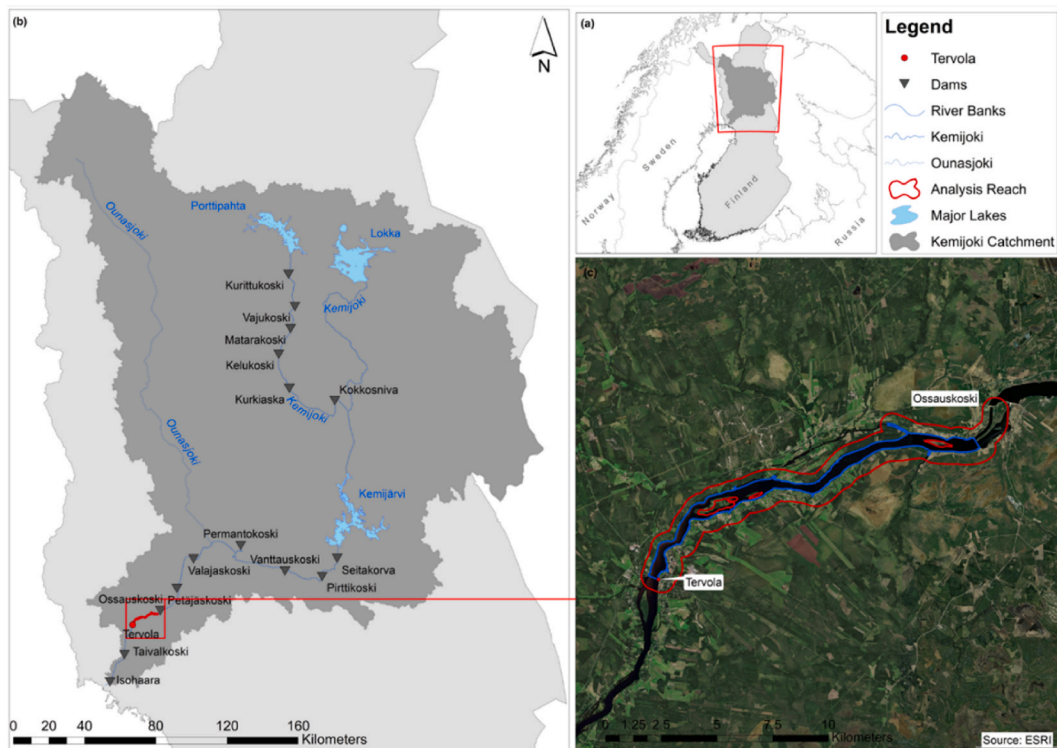 (b)
N
Ounasjoki
Porttipahta
Lokka
Kurittukoski
Kemijoki
Vajukoski
Matarakoski
Kelukoski
Kokkosniva
Kurkiaska
Kemijoki
Ounasjoki
Kemijärvi
Permantokoski
Vanttauskoski
Valajaskoski
Seitakorva
Pirttikoski
Ossauskoski
Petäjäskoski
Tervola
Taivalkoski
Isohaara
0 20 40 80 120 160
Kilometers
(a)
Norway
Sweden
Finland
Russia
Legend
Tervola
Dams
River Banks
Kemijoki
Ounasjoki
Analysis Reach
Major Lakes
Kemijoki Catchment
(c)
Ossauskoski
Tervola
0 1.25 2.5 5 7.5 10
Kilometers
Source: ESRI